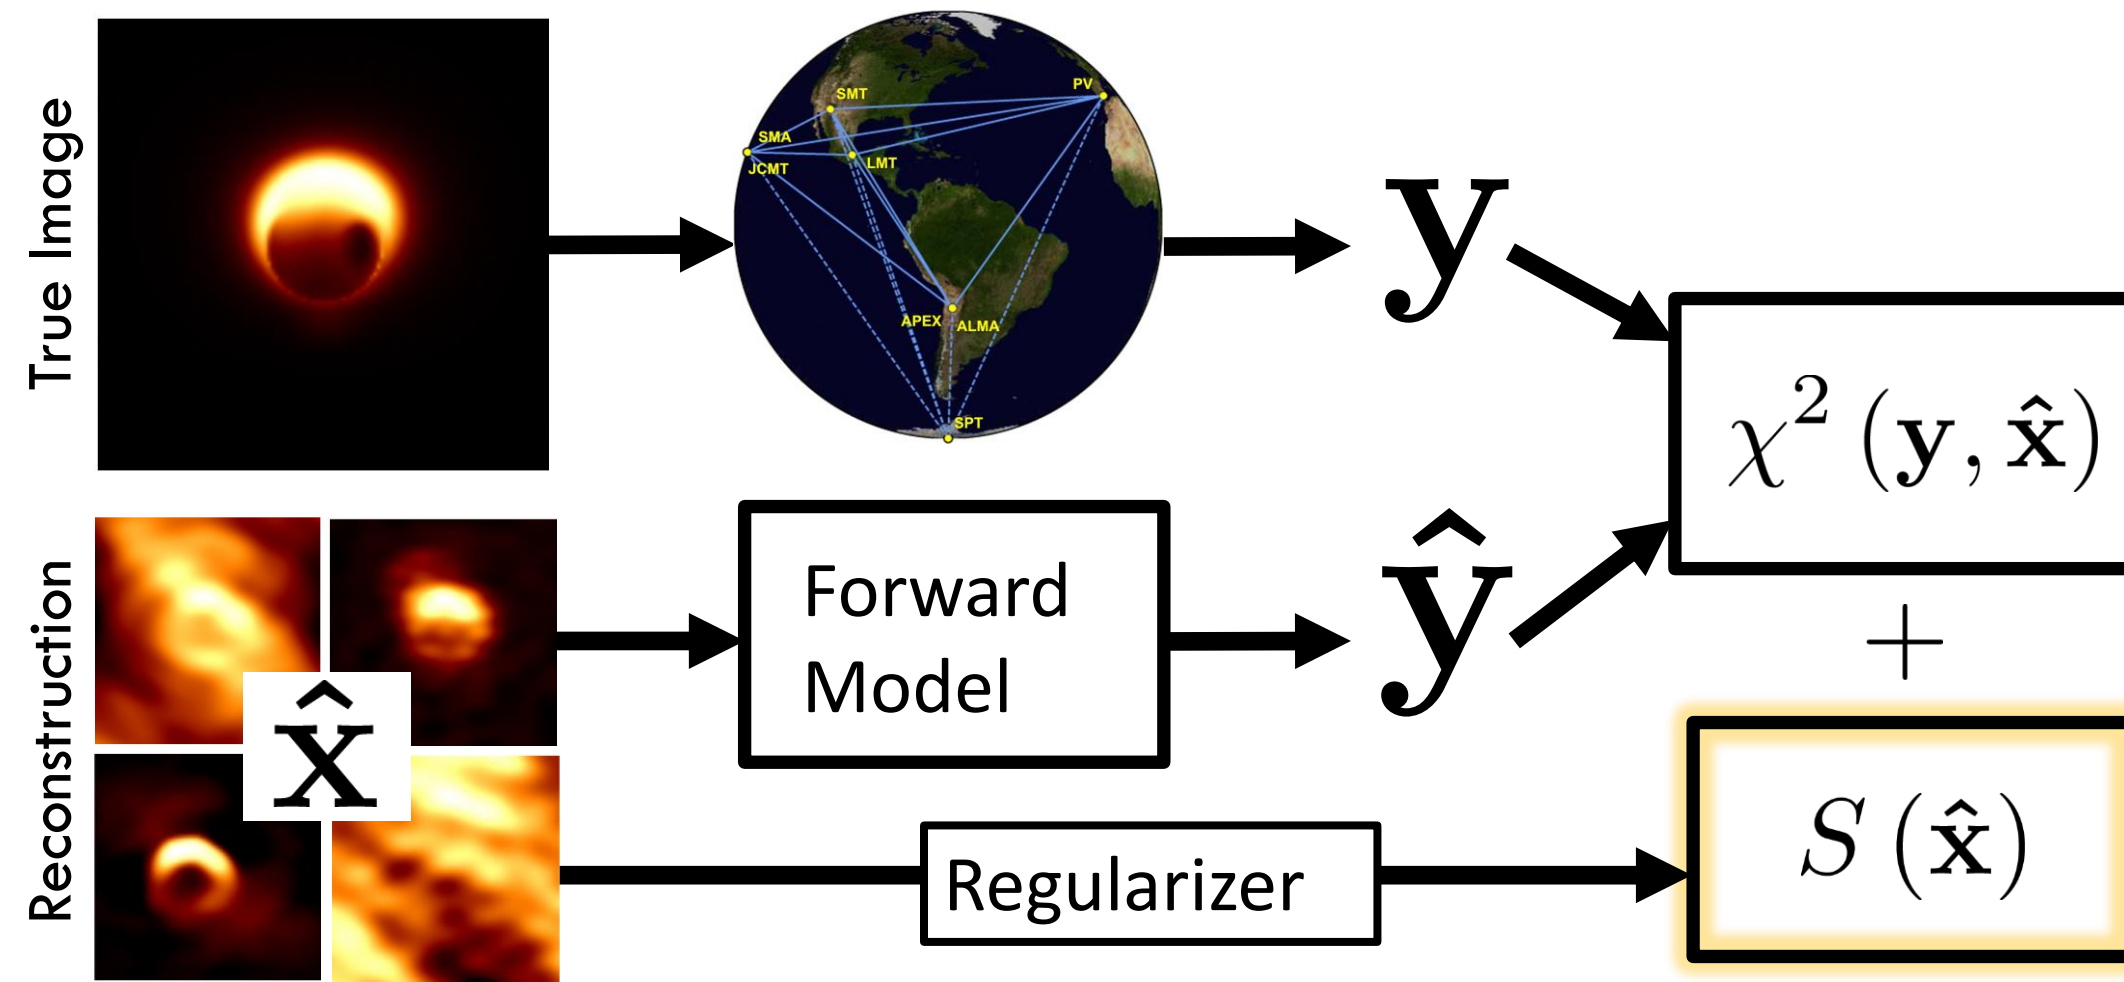 True Image
SMT
PV
SMA
JCMT
LMT
APEX
ALMA
SPT
y
χ² (y, x̂)
Reconstruction
x̂
Forward
Model
ŷ
+
Regularizer
S (x̂)